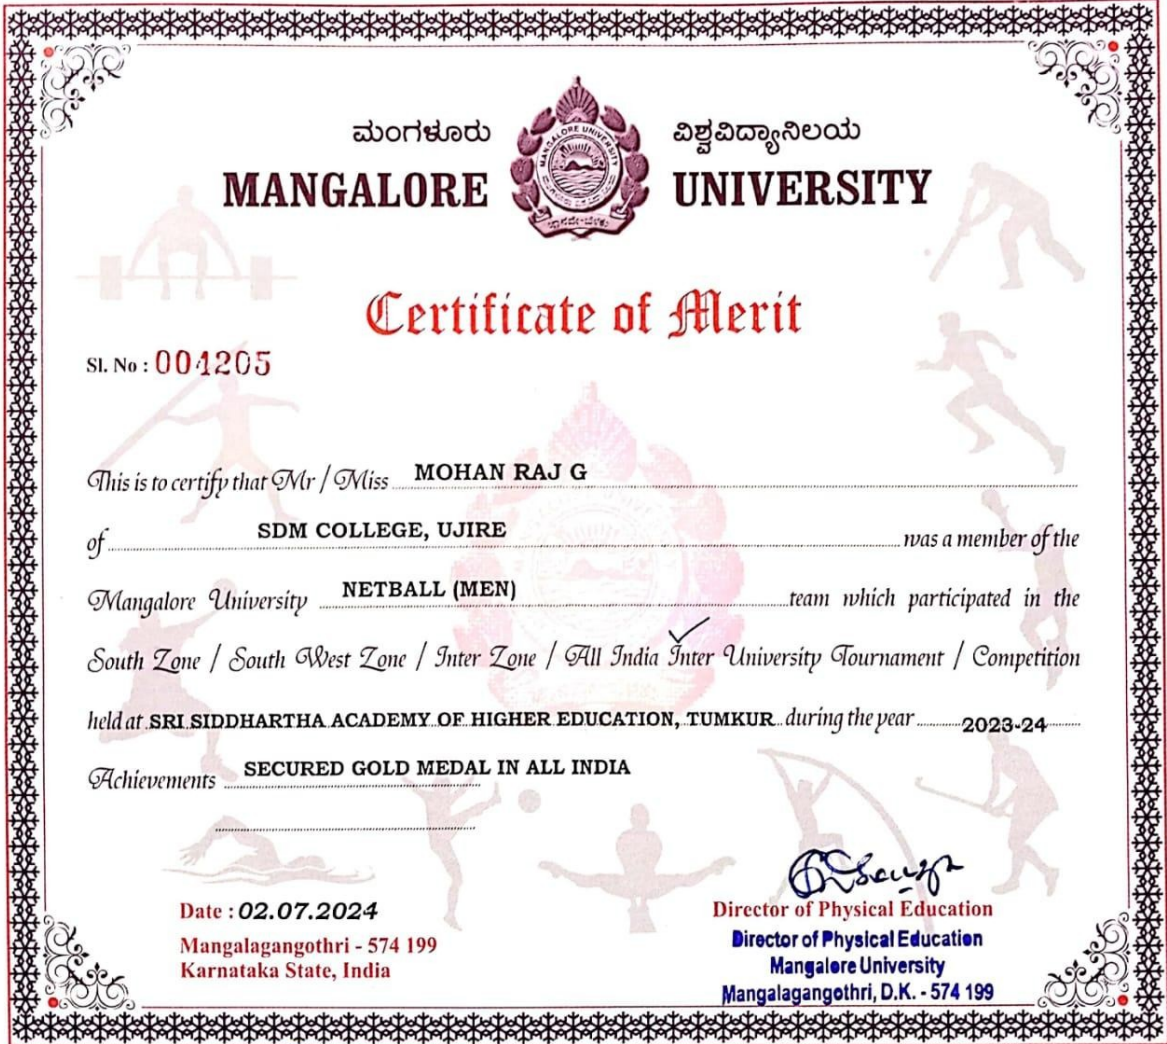 ಮಂಗಳೂರು ವಿಶ್ವವಿದ್ಯಾನಿಲಯ
MANGALORE UNIVERSITY
MANGALORE UNIVERSITY
Certificate of Merit
Sl. No : 001205
This is to certify that Mr / Miss MOHAN RAJ G
of SDM COLLEGE, UJIRE was a member of the
Mangalore University NETBALL (MEN) team which participated in the
South Zone / South West Zone / Inter Zone / All India Inter University Tournament / Competition
held at SRI SIDDHARTHA ACADEMY OF HIGHER EDUCATION, TUMKUR during the year 2023-24
Achievements SECURED GOLD MEDAL IN ALL INDIA
Date : 02.07.2024
Mangalagangothri - 574 199
Karnataka State, India
Director of Physical Education
Director of Physical Education
Mangalore University
Mangalagangothri, D.K. - 574 199